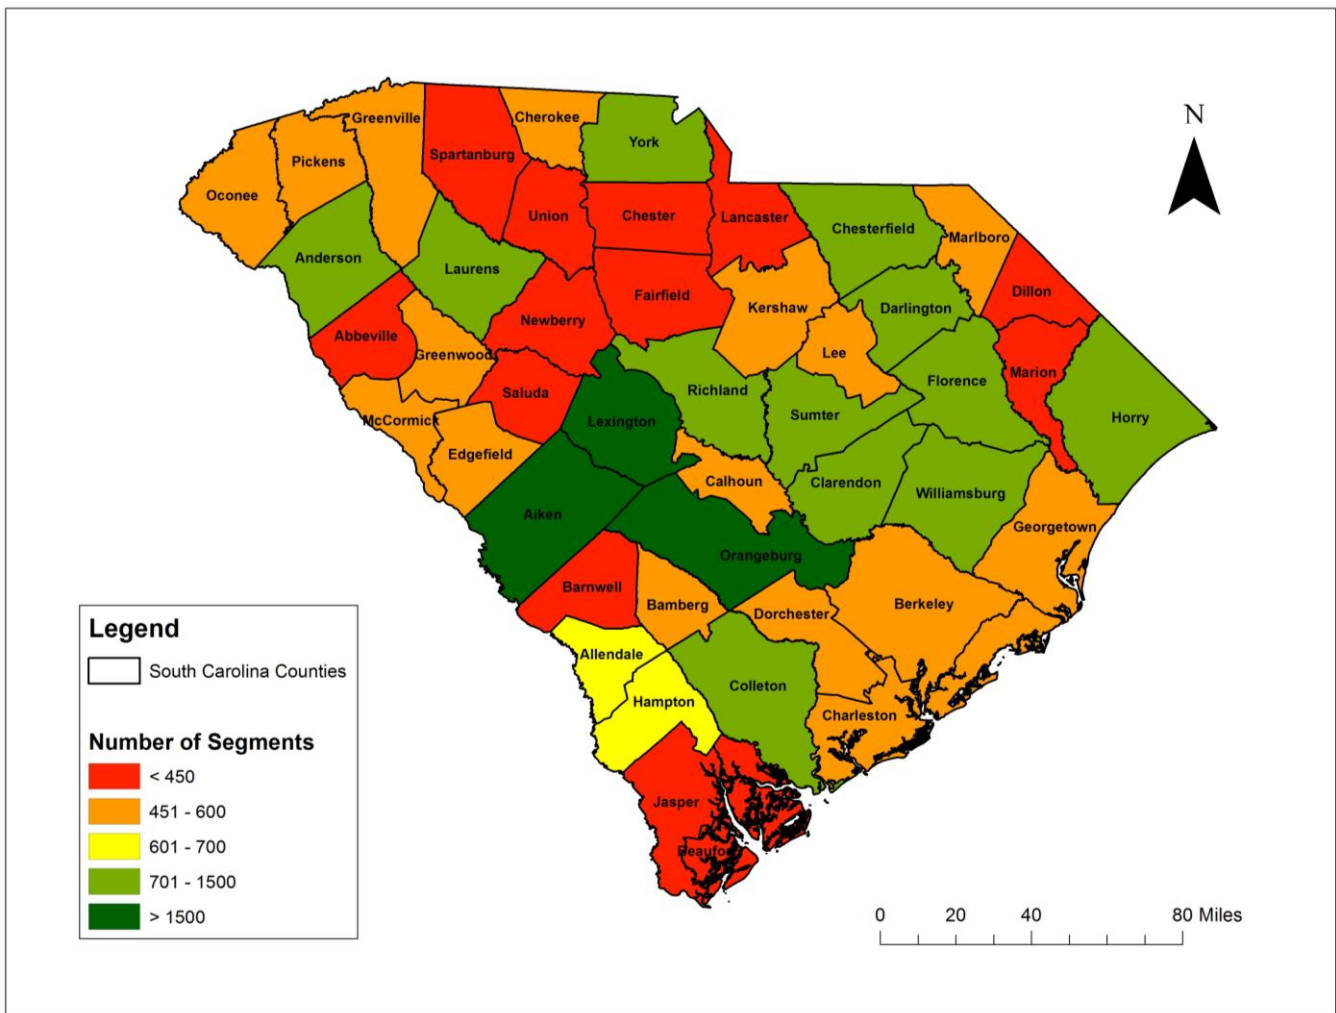 N
Greenville
Cherokee
York
Spartanburg
Pickens
Oconee
Union
Chester
Lancaster
Chesterfield
Marlboro
Anderson
Laurens
Fairfield
Kershaw
Darlington
Dillon
Newberry
Abbeville
Greenwood
Lee
Marion
Saluda
Richland
Florence
Lexington
Sumter
Horry
McCormick
Edgefield
Calhoun
Clarendon
Williamsburg
Aiken
Georgetown
Orangeburg
Barnwell
Bamberg
Dorchester
Berkeley
Allendale
Colleton
Hampton
Charleston
Jasper
Beaufort
Legend
South Carolina Counties
Number of Segments
< 450
451 - 600
601 - 700
701 - 1500
> 1500
0 20 40 80 Miles